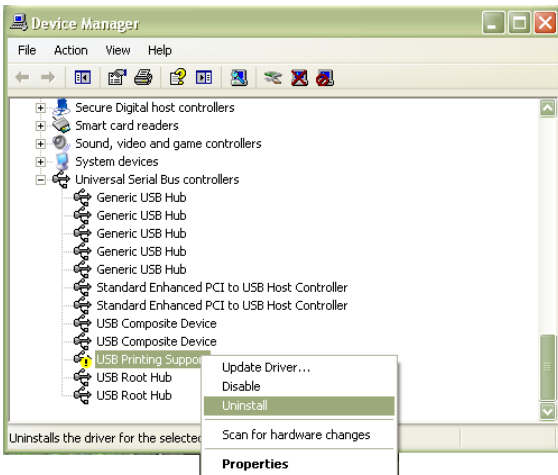 Device Manager
File Action View Help
Secure Digital host controllers
Smart card readers
Sound, video and game controllers
System devices
Universal Serial Bus controllers
Generic USB Hub
Generic USB Hub
Generic USB Hub
Generic USB Hub
Generic USB Hub
Standard Enhanced PCI to USB Host Controller
Standard Enhanced PCI to USB Host Controller
USB Composite Device
USB Composite Device
USB Printing Suppor
USB Root Hub
USB Root Hub
Update Driver...
Disable
Uninstall
Scan for hardware changes
Properties
Uninstalls the driver for the selected